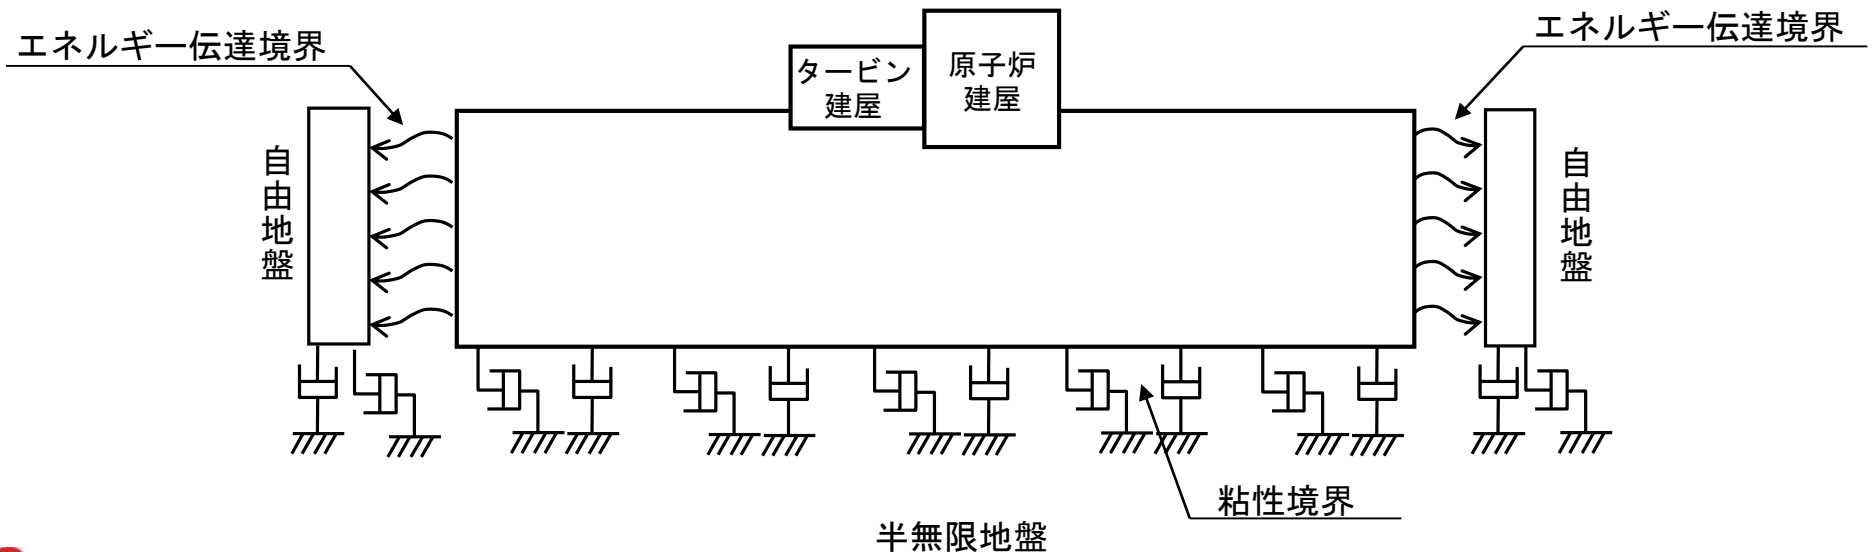 エネルギー伝達境界
エネルギー伝達境界
タービン
建屋
原子炉
建屋
自由地盤
自由地盤
粘性境界
半無限地盤